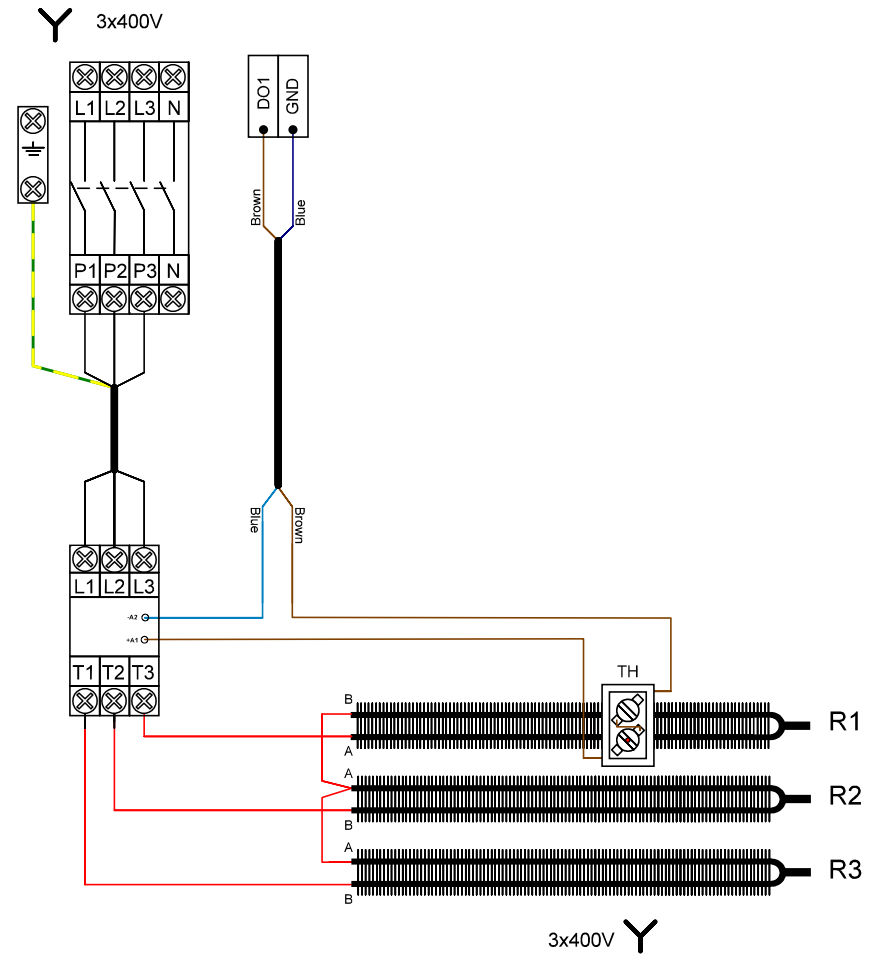 3x400V
DO1 GND
L1 L2 L3 N
Brown Blue
P1 P2 P3 N
Blue Brown
L1 L2 L3
-A2
+A1
T1 T2 T3
TH
B
R1
A
A
R2
B
A
R3
B
3x400V